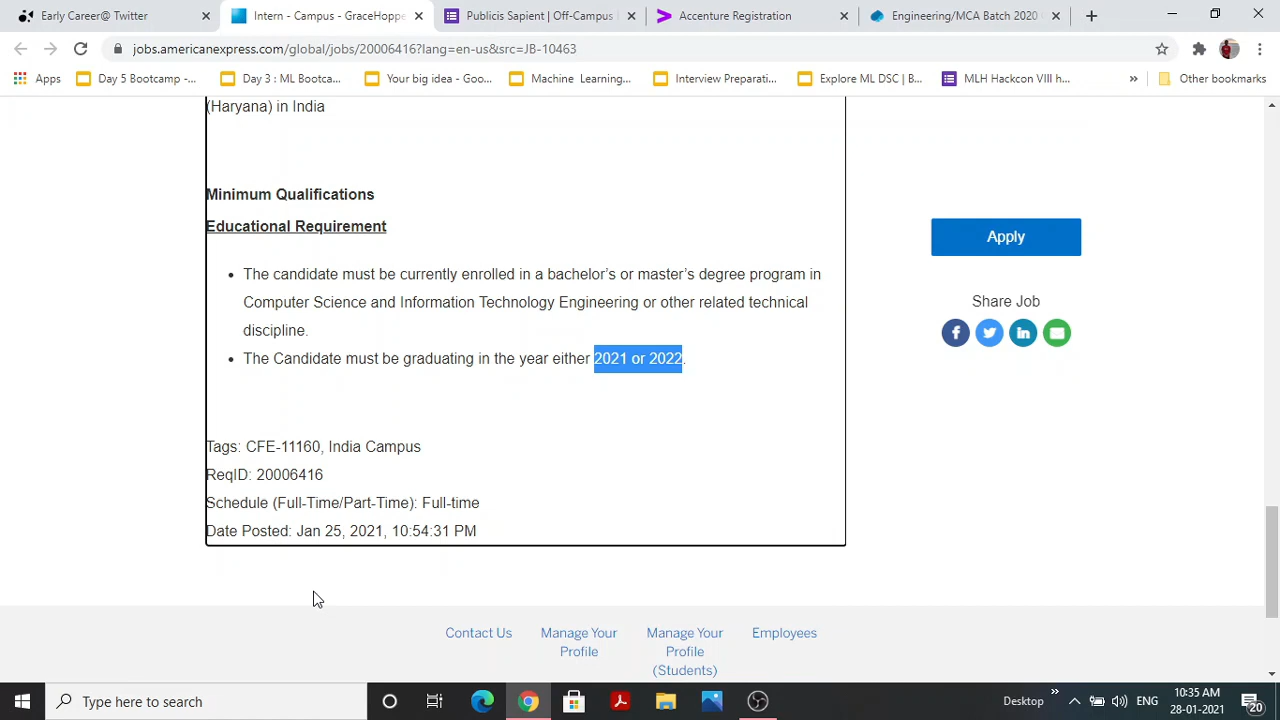 Early Career@ Twitter
Intern - Campus - GraceHoppe
Publicis Sapient | Off-Campus
Accenture Registration
Engineering/MCA Batch 2020
jobs.americanexpress.com/global/jobs/20006416?lang=en-us&src=JB-10463
Apps
Day 5 Bootcamp -...
Day 3 : ML Bootca...
Your big idea - Goo...
Machine Learning,...
Interview Preparati...
Explore ML DSC | B...
MLH Hackcon VIII h...
»
Other bookmarks
(Haryana) in India
Minimum Qualifications
Educational Requirement
• The candidate must be currently enrolled in a bachelor's or master's degree program in
Computer Science and Information Technology Engineering or other related technical
discipline.
• The Candidate must be graduating in the year either 2021 or 2022.
Tags: CFE-11160, India Campus
ReqID: 20006416
Schedule (Full-Time/Part-Time): Full-time
Date Posted: Jan 25, 2021, 10:54:31 PM
Apply
Share Job
Contact Us
Manage Your
Profile
Manage Your
Profile
(Students)
Employees
Type here to search
Desktop
»
ENG
10:35 AM
28-01-2021
20